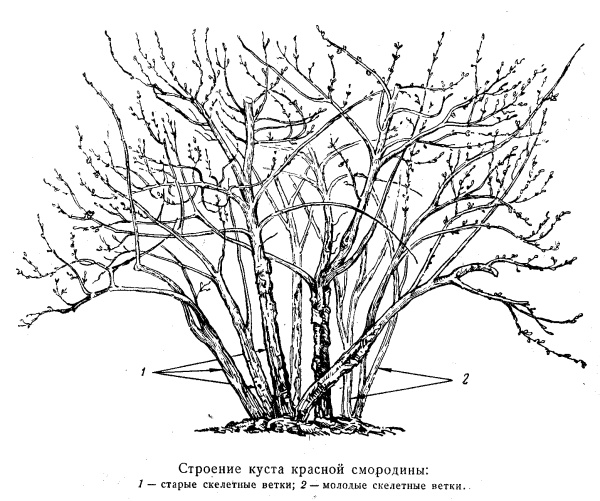 1
2
Строение куста красной смородины:
1 — старые скелетные ветки; 2 — молодые скелетные ветки.